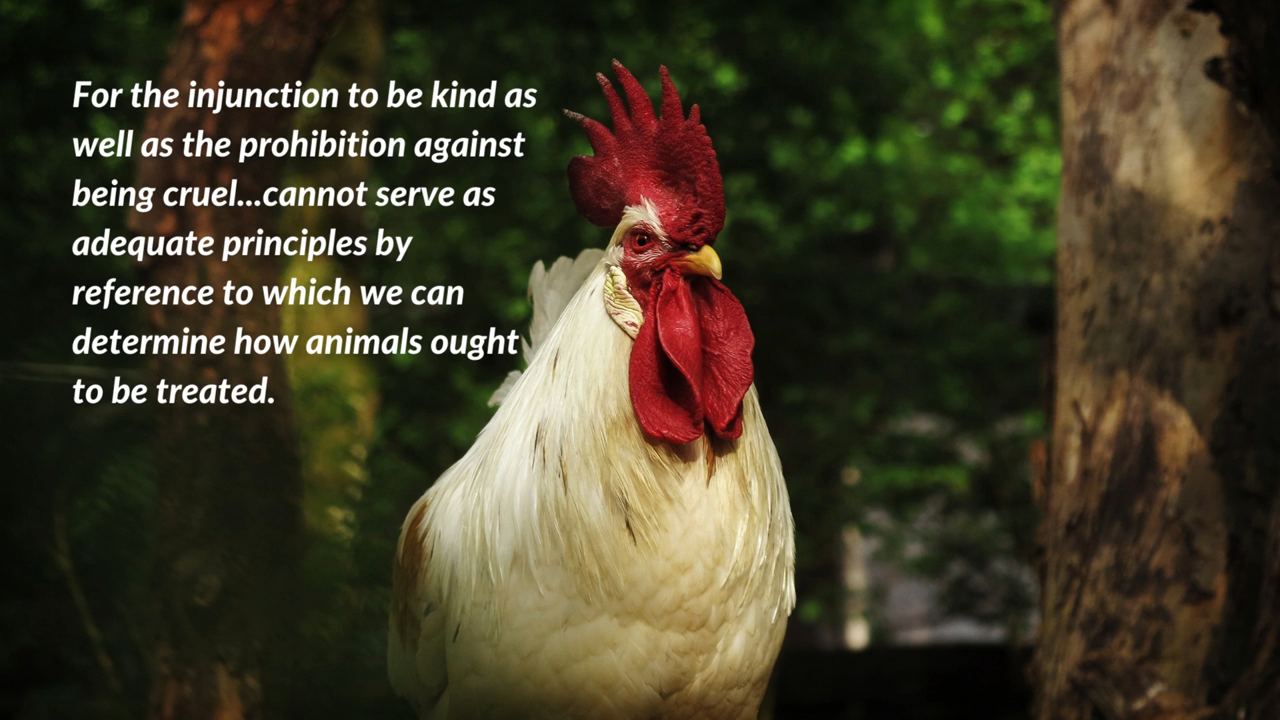 For the injunction to be kind as
well as the prohibition against
being cruel...cannot serve as
adequate principles by
reference to which we can
determine how animals ought
to be treated.